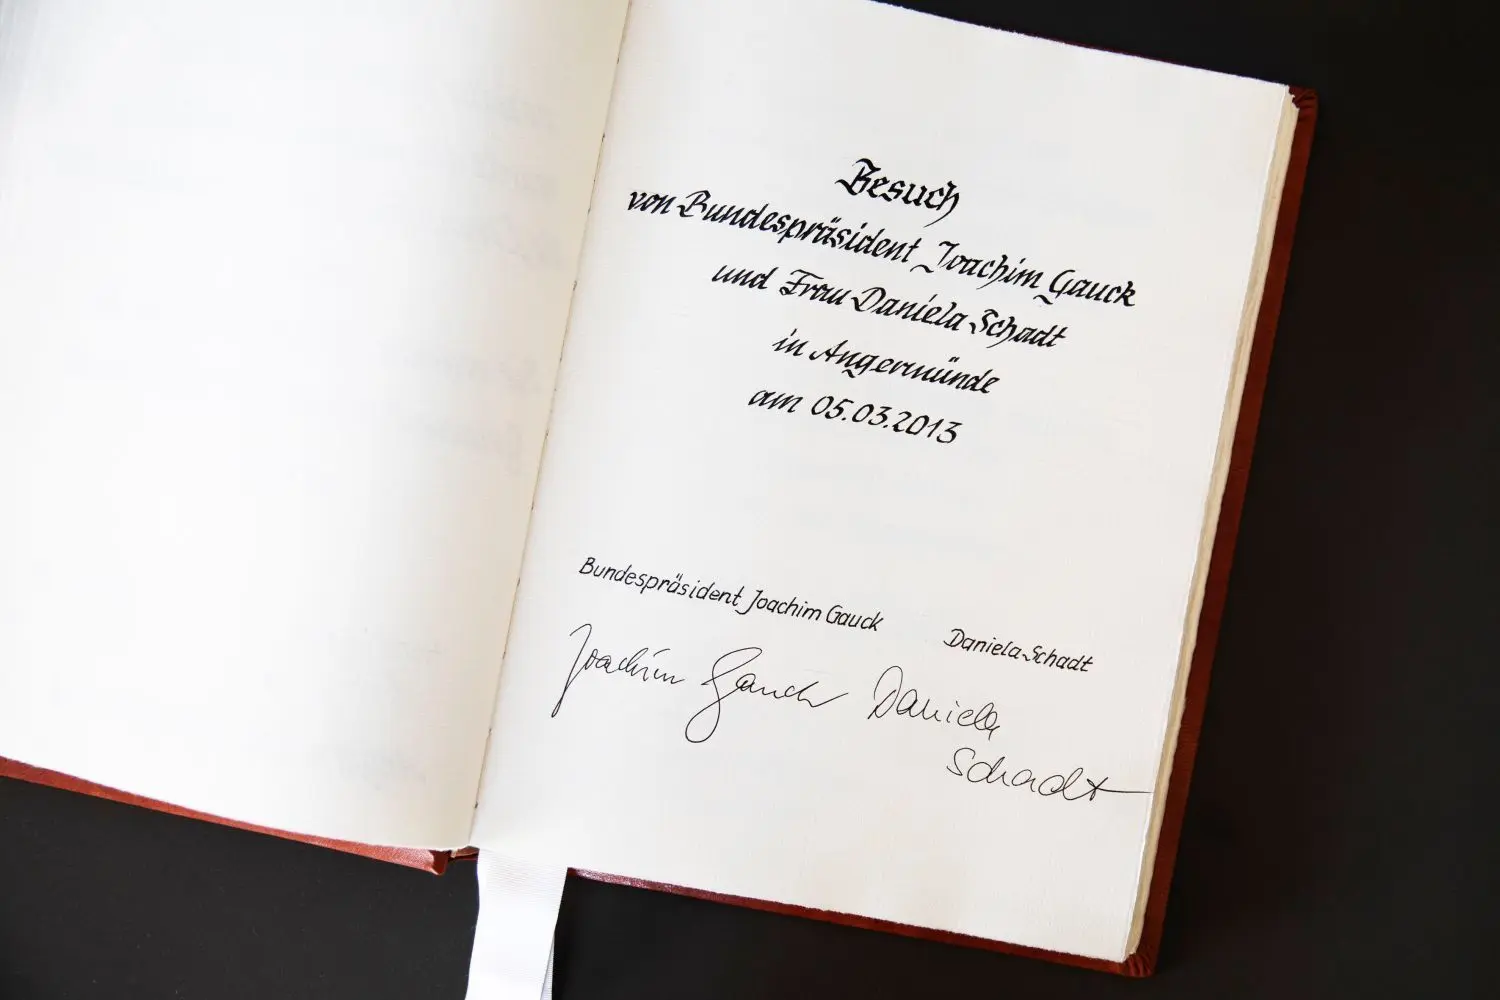 Besuch
von Bundespräsident Joachim Gauck
und Frau Daniela Schadt
in Angermünde
am 05.03.2013
Bundespräsident Joachim Gauck
Daniela Schadt
Joachim Gauck
Daniela
Schadt